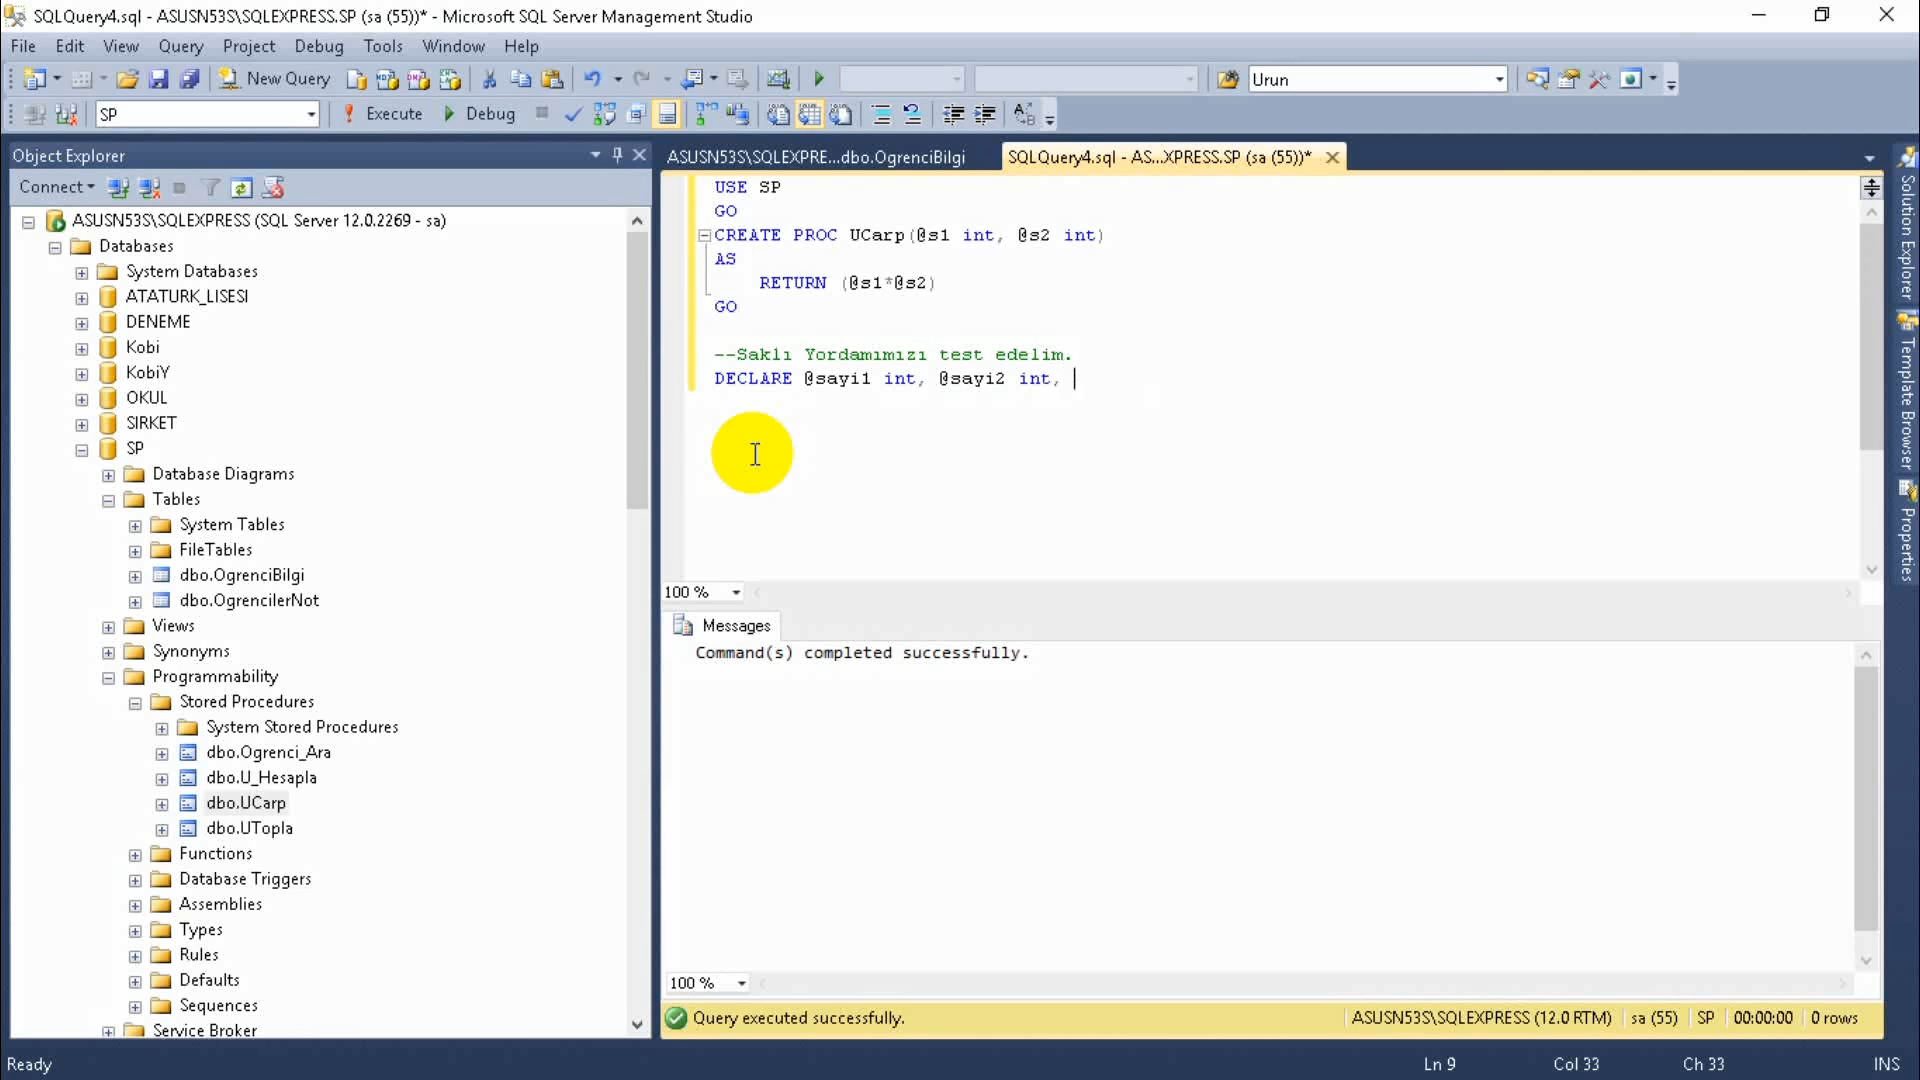 SQLQuery4.sql - ASUSN53S\SQLEXPRESS.SP (sa (55))* - Microsoft SQL Server Management Studio
File Edit View Query Project Debug Tools Window Help
New Query Urun
SP Execute Debug
Object Explorer
Connect
ASUSN53S\SQLEXPRESS (SQL Server 12.0.2269 - sa)
Databases
System Databases
ATATURK_LISESI
DENEME
Kobi
KobiY
OKUL
SIRKET
SP
Database Diagrams
Tables
System Tables
FileTables
dbo.OgrenciBilgi
dbo.OgrencilerNot
Views
Synonyms
Programmability
Stored Procedures
System Stored Procedures
dbo.Ogrenci_Ara
dbo.U_Hesapla
dbo.UCarp
dbo.UTopla
Functions
Database Triggers
Assemblies
Types
Rules
Defaults
Sequences
Service Broker
ASUSN53S\SQLEXPRE...dbo.OgrenciBilgi
SQLQuery4.sql - AS...XPRESS.SP (sa (55))*
USE SP
GO
CREATE PROC UCarp(@s1 int, @s2 int)
AS
RETURN (@s1*@s2)
GO
--Saklı Yordamımızı test edelim.
DECLARE @sayi1 int, @sayi2 int,
100 %
Messages
Command(s) completed successfully.
100 %
Query executed successfully.
ASUSN53S\SQLEXPRESS (12.0 RTM) sa (55) SP 00:00:00 0 rows
Solution Explorer
Template Browser
Properties
Ready Ln 9 Col 33 Ch 33 INS